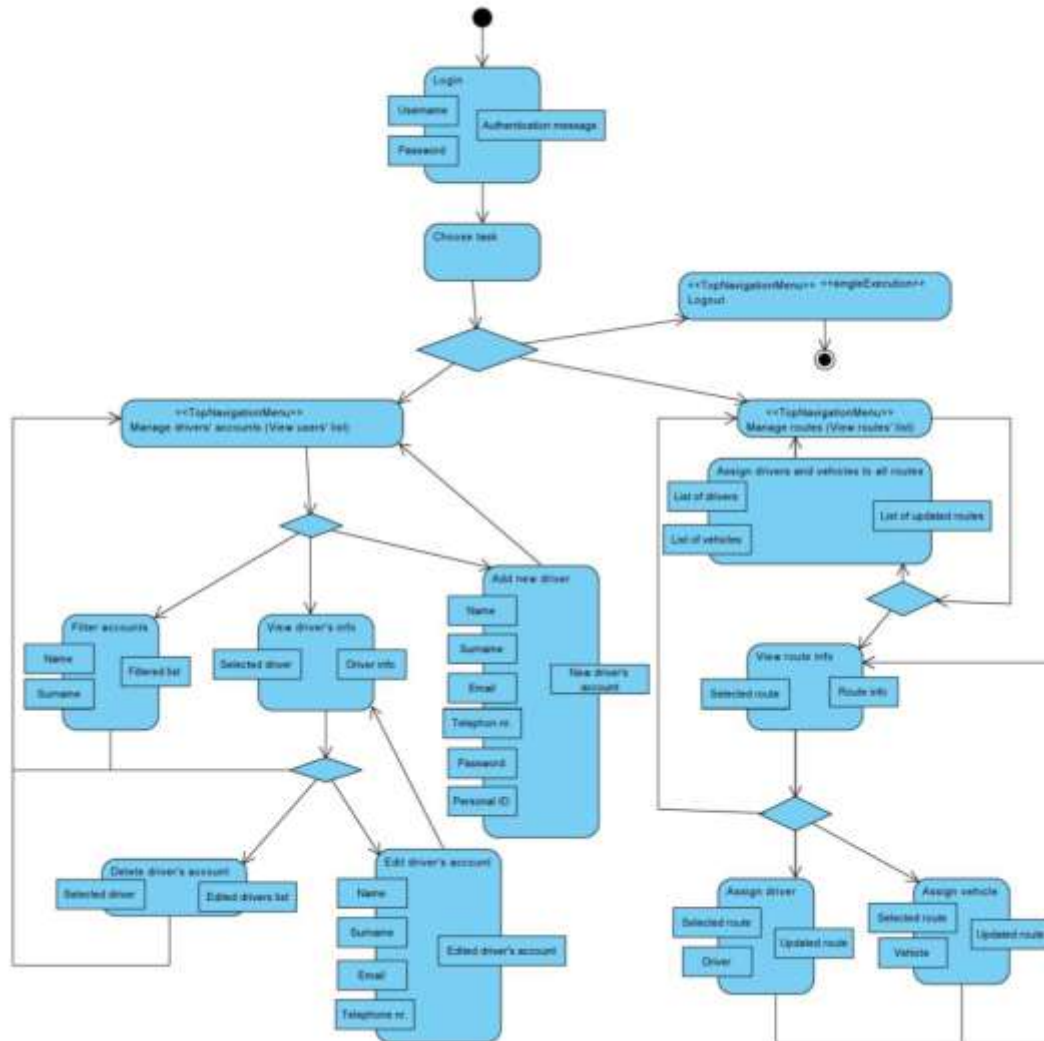 Login
Username
Authentication message
Password
Choose task
<<TopNavigationMenu>> <<singleExecution>>
Logout
<<TopNavigationMenu>>
Manage drivers' accounts (View users' list)
<<TopNavigationMenu>>
Manage routes (View routes' list)
Assign drivers and vehicles to all routes
List of drivers
List of updated routes
List of vehicles
Add new driver
Name
Surname
Email
New driver's
account
Telephon nr.
Password
Personal ID
Filter accounts
Name
Filtered list
Surname
View driver's info
Selected driver
Driver info
View route info
Selected route
Route info
Delete driver's account
Selected driver
Edited drivers list
Edit driver's account
Name
Surname
Edited driver's account
Email
Telephone nr.
Assign driver
Selected route
Updated route
Driver
Assign vehicle
Selected route
Updated route
Vehicle